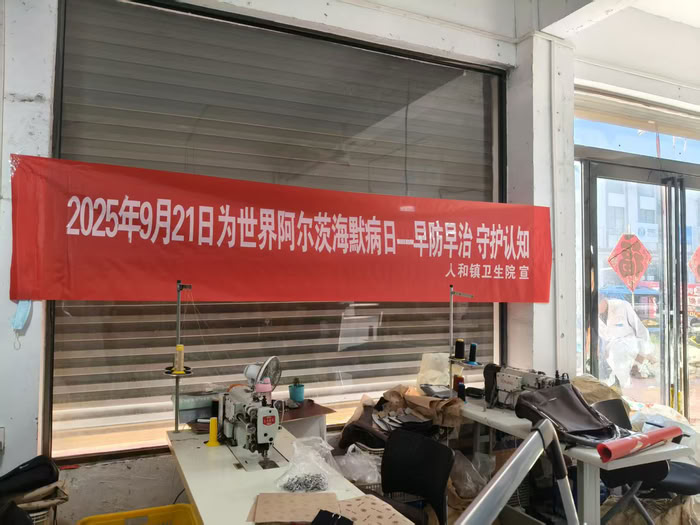 2025年9月21日为世界阿尔茨海默病日—早防早治 守护认知
人和镇卫生院 宣
福